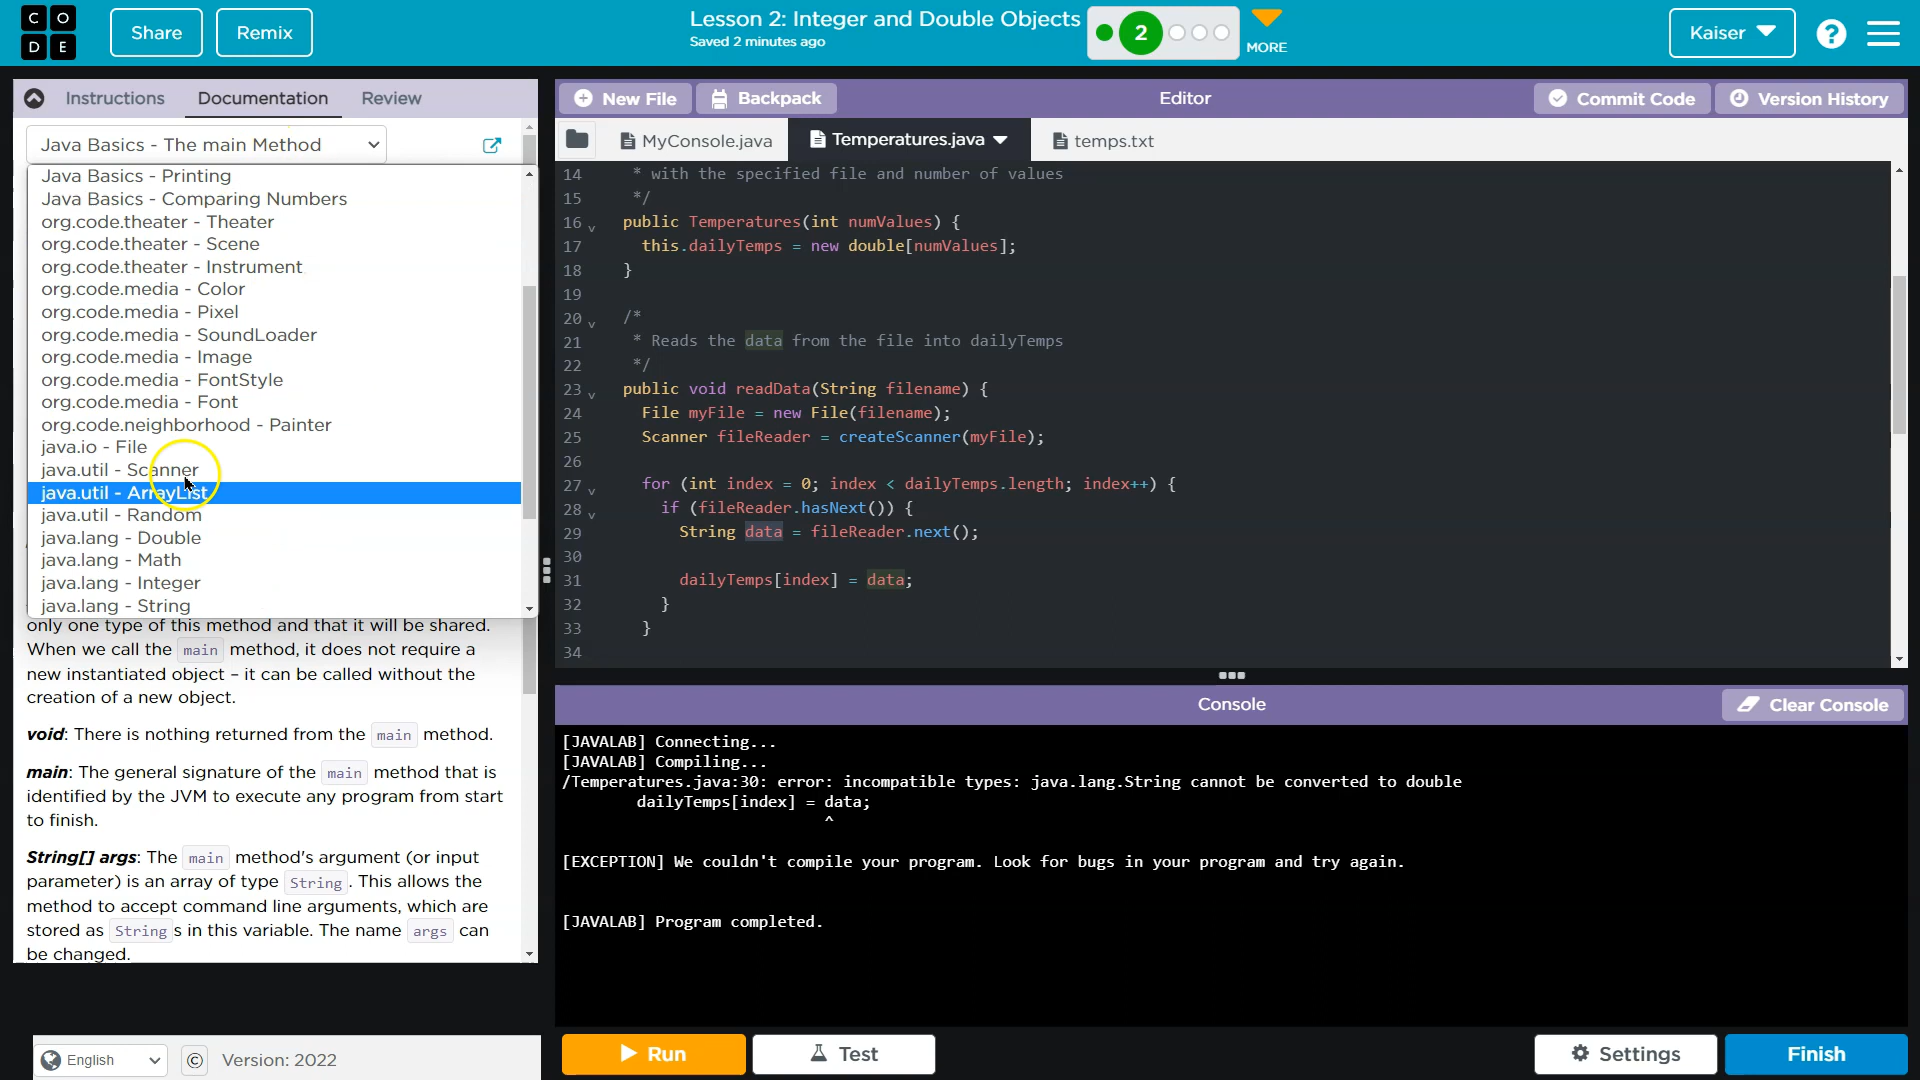 C O
D E
Share
Remix
Lesson 2: Integer and Double Objects
Saved 2 minutes ago
2
MORE
Kaiser
?
Instructions
Documentation
Review
Java Basics - The main Method
Java Basics - Printing
Java Basics - Comparing Numbers
org.code.theater - Theater
org.code.theater - Scene
org.code.theater - Instrument
org.code.media - Color
org.code.media - Pixel
org.code.media - SoundLoader
org.code.media - Image
org.code.media - FontStyle
org.code.media - Font
org.code.neighborhood - Painter
java.io - File
java.util - Scanner
java.util - ArrayList
java.util - Random
java.lang - Double
java.lang - Math
java.lang - Integer
java.lang - String
only one type of this method and that it will be shared.
When we call the main method, it does not require a
new instantiated object – it can be called without the
creation of a new object.
void: There is nothing returned from the main method.
main: The general signature of the main method that is
identified by the JVM to execute any program from start
to finish.
String[] args: The main method's argument (or input
parameter) is an array of type String. This allows the
method to accept command line arguments, which are
stored as Strings in this variable. The name args can
be changed.
English
© Version: 2022
New File
Backpack
Editor
Commit Code
Version History
MyConsole.java
Temperatures.java
temps.txt
14 * with the specified file and number of values
15 */
16 public Temperatures(int numValues) {
17 this.dailyTemps = new double[numValues];
18 }
19
20 /*
21 * Reads the data from the file into dailyTemps
22 */
23 public void readData(String filename) {
24 File myFile = new File(filename);
25 Scanner fileReader = createScanner(myFile);
26
27 for (int index = 0; index < dailyTemps.length; index++) {
28 if (fileReader.hasNext()) {
29 String data = fileReader.next();
30
31 dailyTemps[index] = data;
32 }
33 }
34
Console
Clear Console
[JAVALAB] Connecting...
[JAVALAB] Compiling...
/Temperatures.java:30: error: incompatible types: java.lang.String cannot be converted to double
dailyTemps[index] = data;
^
[EXCEPTION] We couldn't compile your program. Look for bugs in your program and try again.
[JAVALAB] Program completed.
Run
Test
Settings
Finish